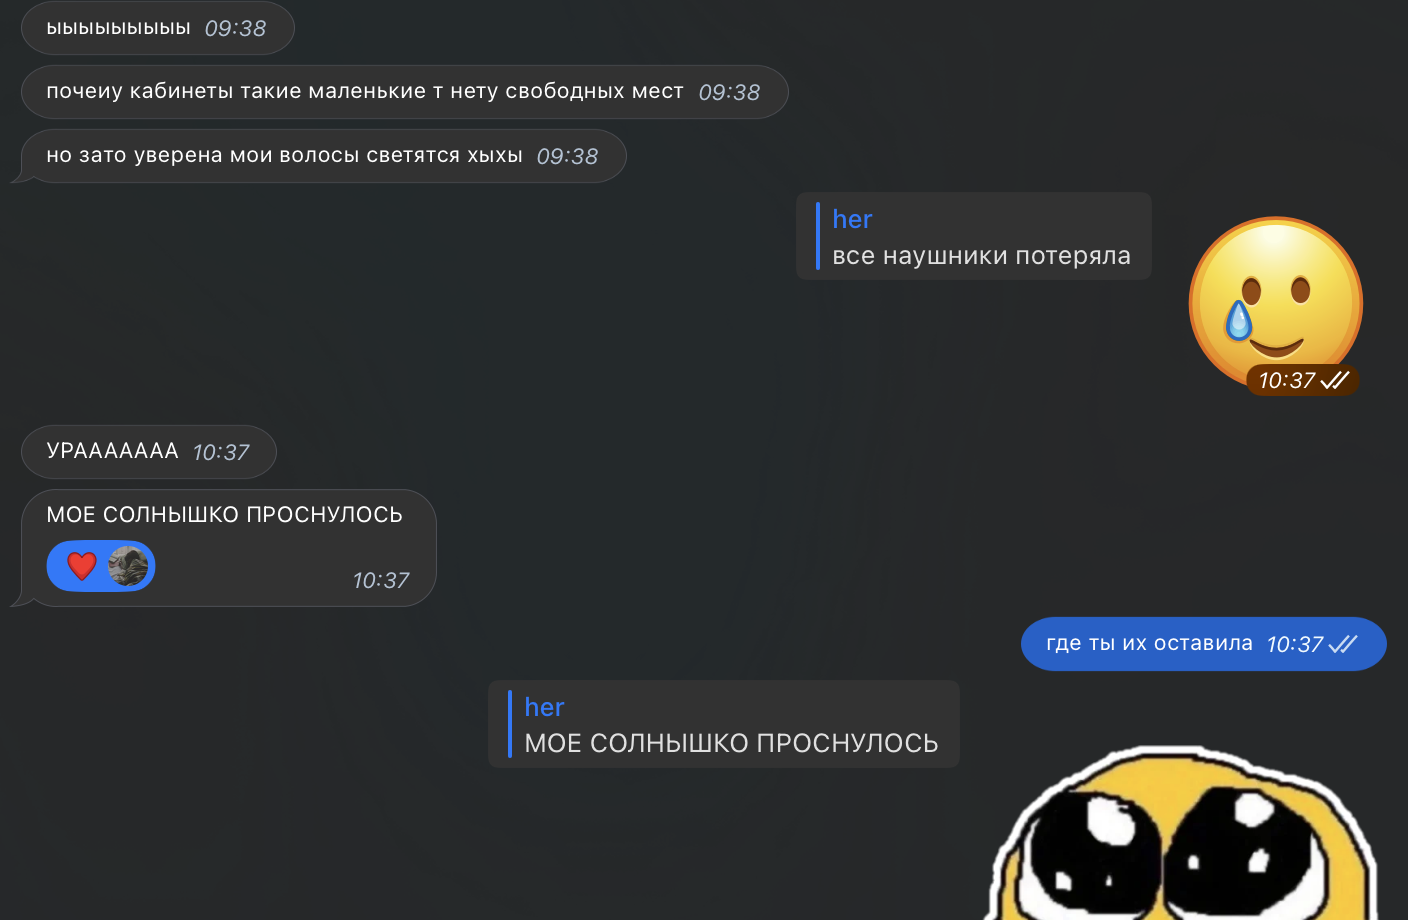 ыыыыыыыыы 09:38
почеиу кабинеты такие маленькие т нету свободных мест 09:38
но зато уверена мои волосы светятся хыхы 09:38
her
все наушники потеряла
10:37
УРААААААА 10:37
МОЕ СОЛНЫШКО ПРОСНУЛОСЬ
10:37
где ты их оставила 10:37
her
МОЕ СОЛНЫШКО ПРОСНУЛОСЬ